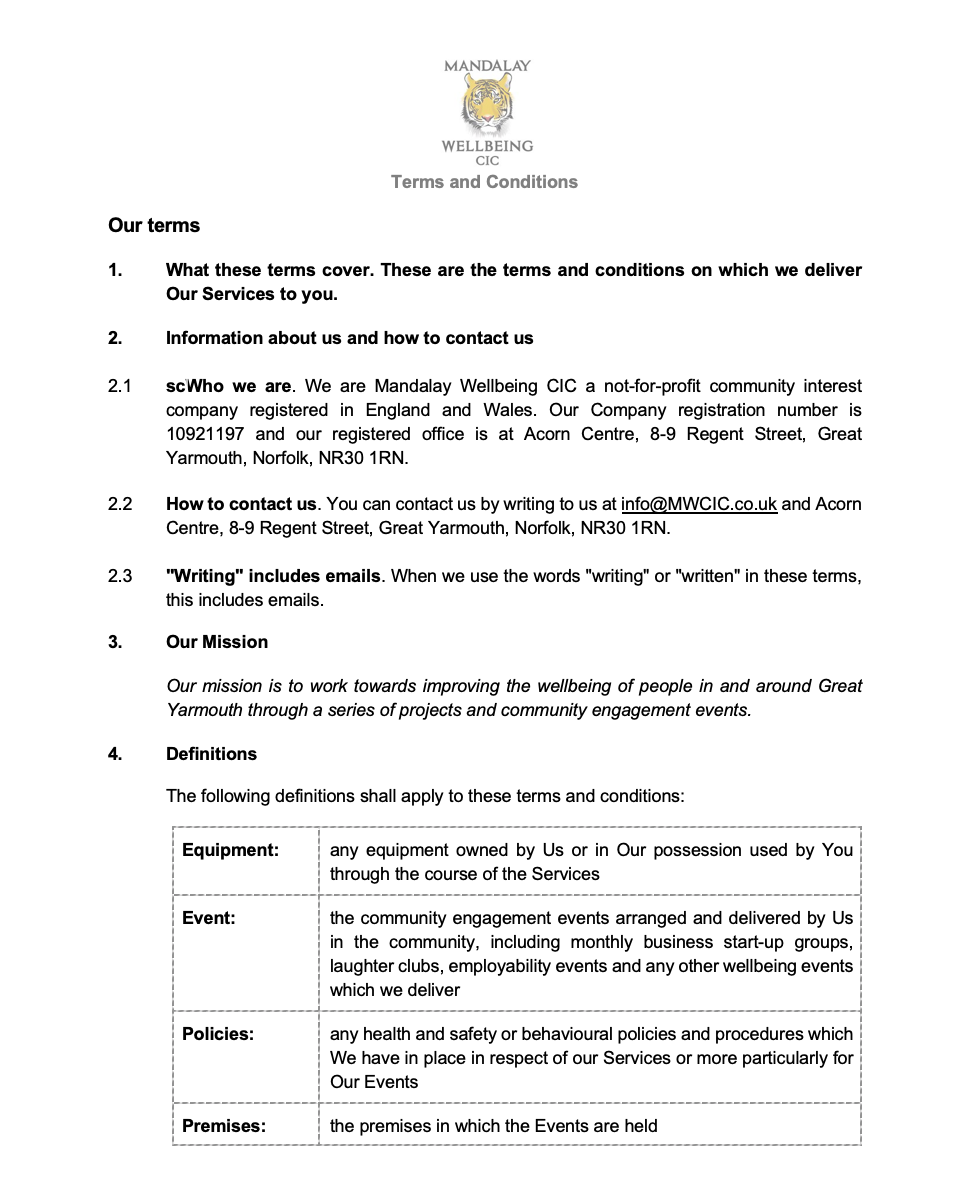 MANDALAY
WELLBEING
CIC
Terms and Conditions
Our terms
1. What these terms cover. These are the terms and conditions on which we deliver
Our Services to you.
2. Information about us and how to contact us
2.1 scWho we are. We are Mandalay Wellbeing CIC a not-for-profit community interest
company registered in England and Wales. Our Company registration number is
10921197 and our registered office is at Acorn Centre, 8-9 Regent Street, Great
Yarmouth, Norfolk, NR30 1RN.
2.2 How to contact us. You can contact us by writing to us at info@MWCIC.co.uk and Acorn
Centre, 8-9 Regent Street, Great Yarmouth, Norfolk, NR30 1RN.
2.3 "Writing" includes emails. When we use the words "writing" or "written" in these terms,
this includes emails.
3. Our Mission
Our mission is to work towards improving the wellbeing of people in and around Great
Yarmouth through a series of projects and community engagement events.
4. Definitions
The following definitions shall apply to these terms and conditions:
Equipment: any equipment owned by Us or in Our possession used by You
through the course of the Services
Event: the community engagement events arranged and delivered by Us
in the community, including monthly business start-up groups,
laughter clubs, employability events and any other wellbeing events
which we deliver
Policies: any health and safety or behavioural policies and procedures which
We have in place in respect of our Services or more particularly for
Our Events
Premises: the premises in which the Events are held